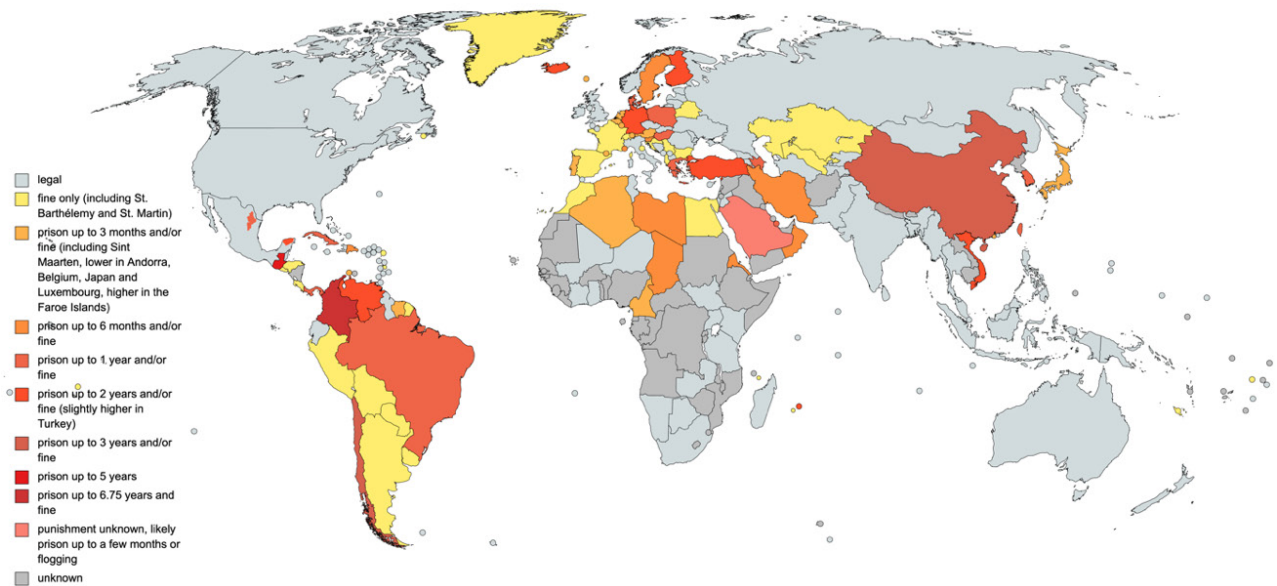 legal
fine only (including St.
Barthélemy and St. Martin)
prison up to 3 months and/or
fine (including Sint
Maarten, lower in Andorra,
Belgium, Japan and
Luxembourg, higher in the
Faroe Islands)
prison up to 6 months and/or
fine
prison up to 1 year and/or
fine
prison up to 2 years and/or
fine (slightly higher in
Turkey)
prison up to 3 years and/or
fine
prison up to 5 years
prison up to 6.75 years and
fine
punishment unknown, likely
prison up to a few months or
flogging
unknown